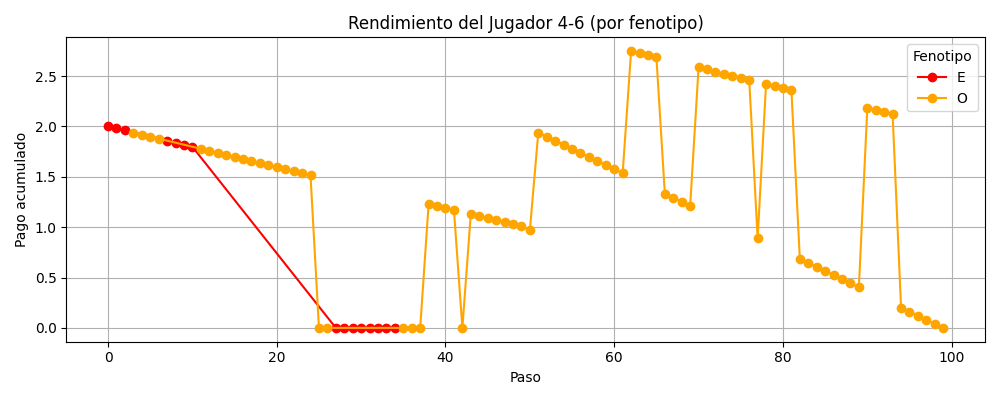 Rendimiento del Jugador 4-6 (por fenotipo)
Pago acumulado
2.5
2.0
1.5
1.0
0.5
0.0
0
20
40
60
80
100
Paso
Fenotipo
E
O